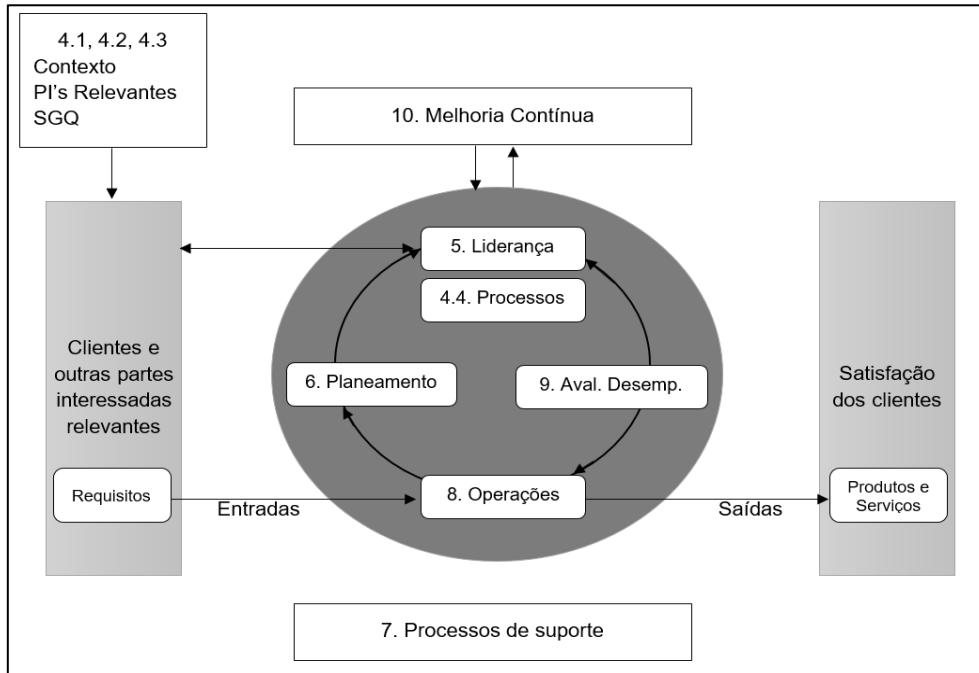 4.1, 4.2, 4.3
Contexto
PI's Relevantes
SGQ
10. Melhoria Contínua
5. Liderança
4.4. Processos
Clientes e
outras partes
interessadas
relevantes
6. Planeamento
9. Aval. Desemp.
Satisfação
dos clientes
Requisitos
Entradas
8. Operações
Saídas
Produtos e
Serviços
7. Processos de suporte